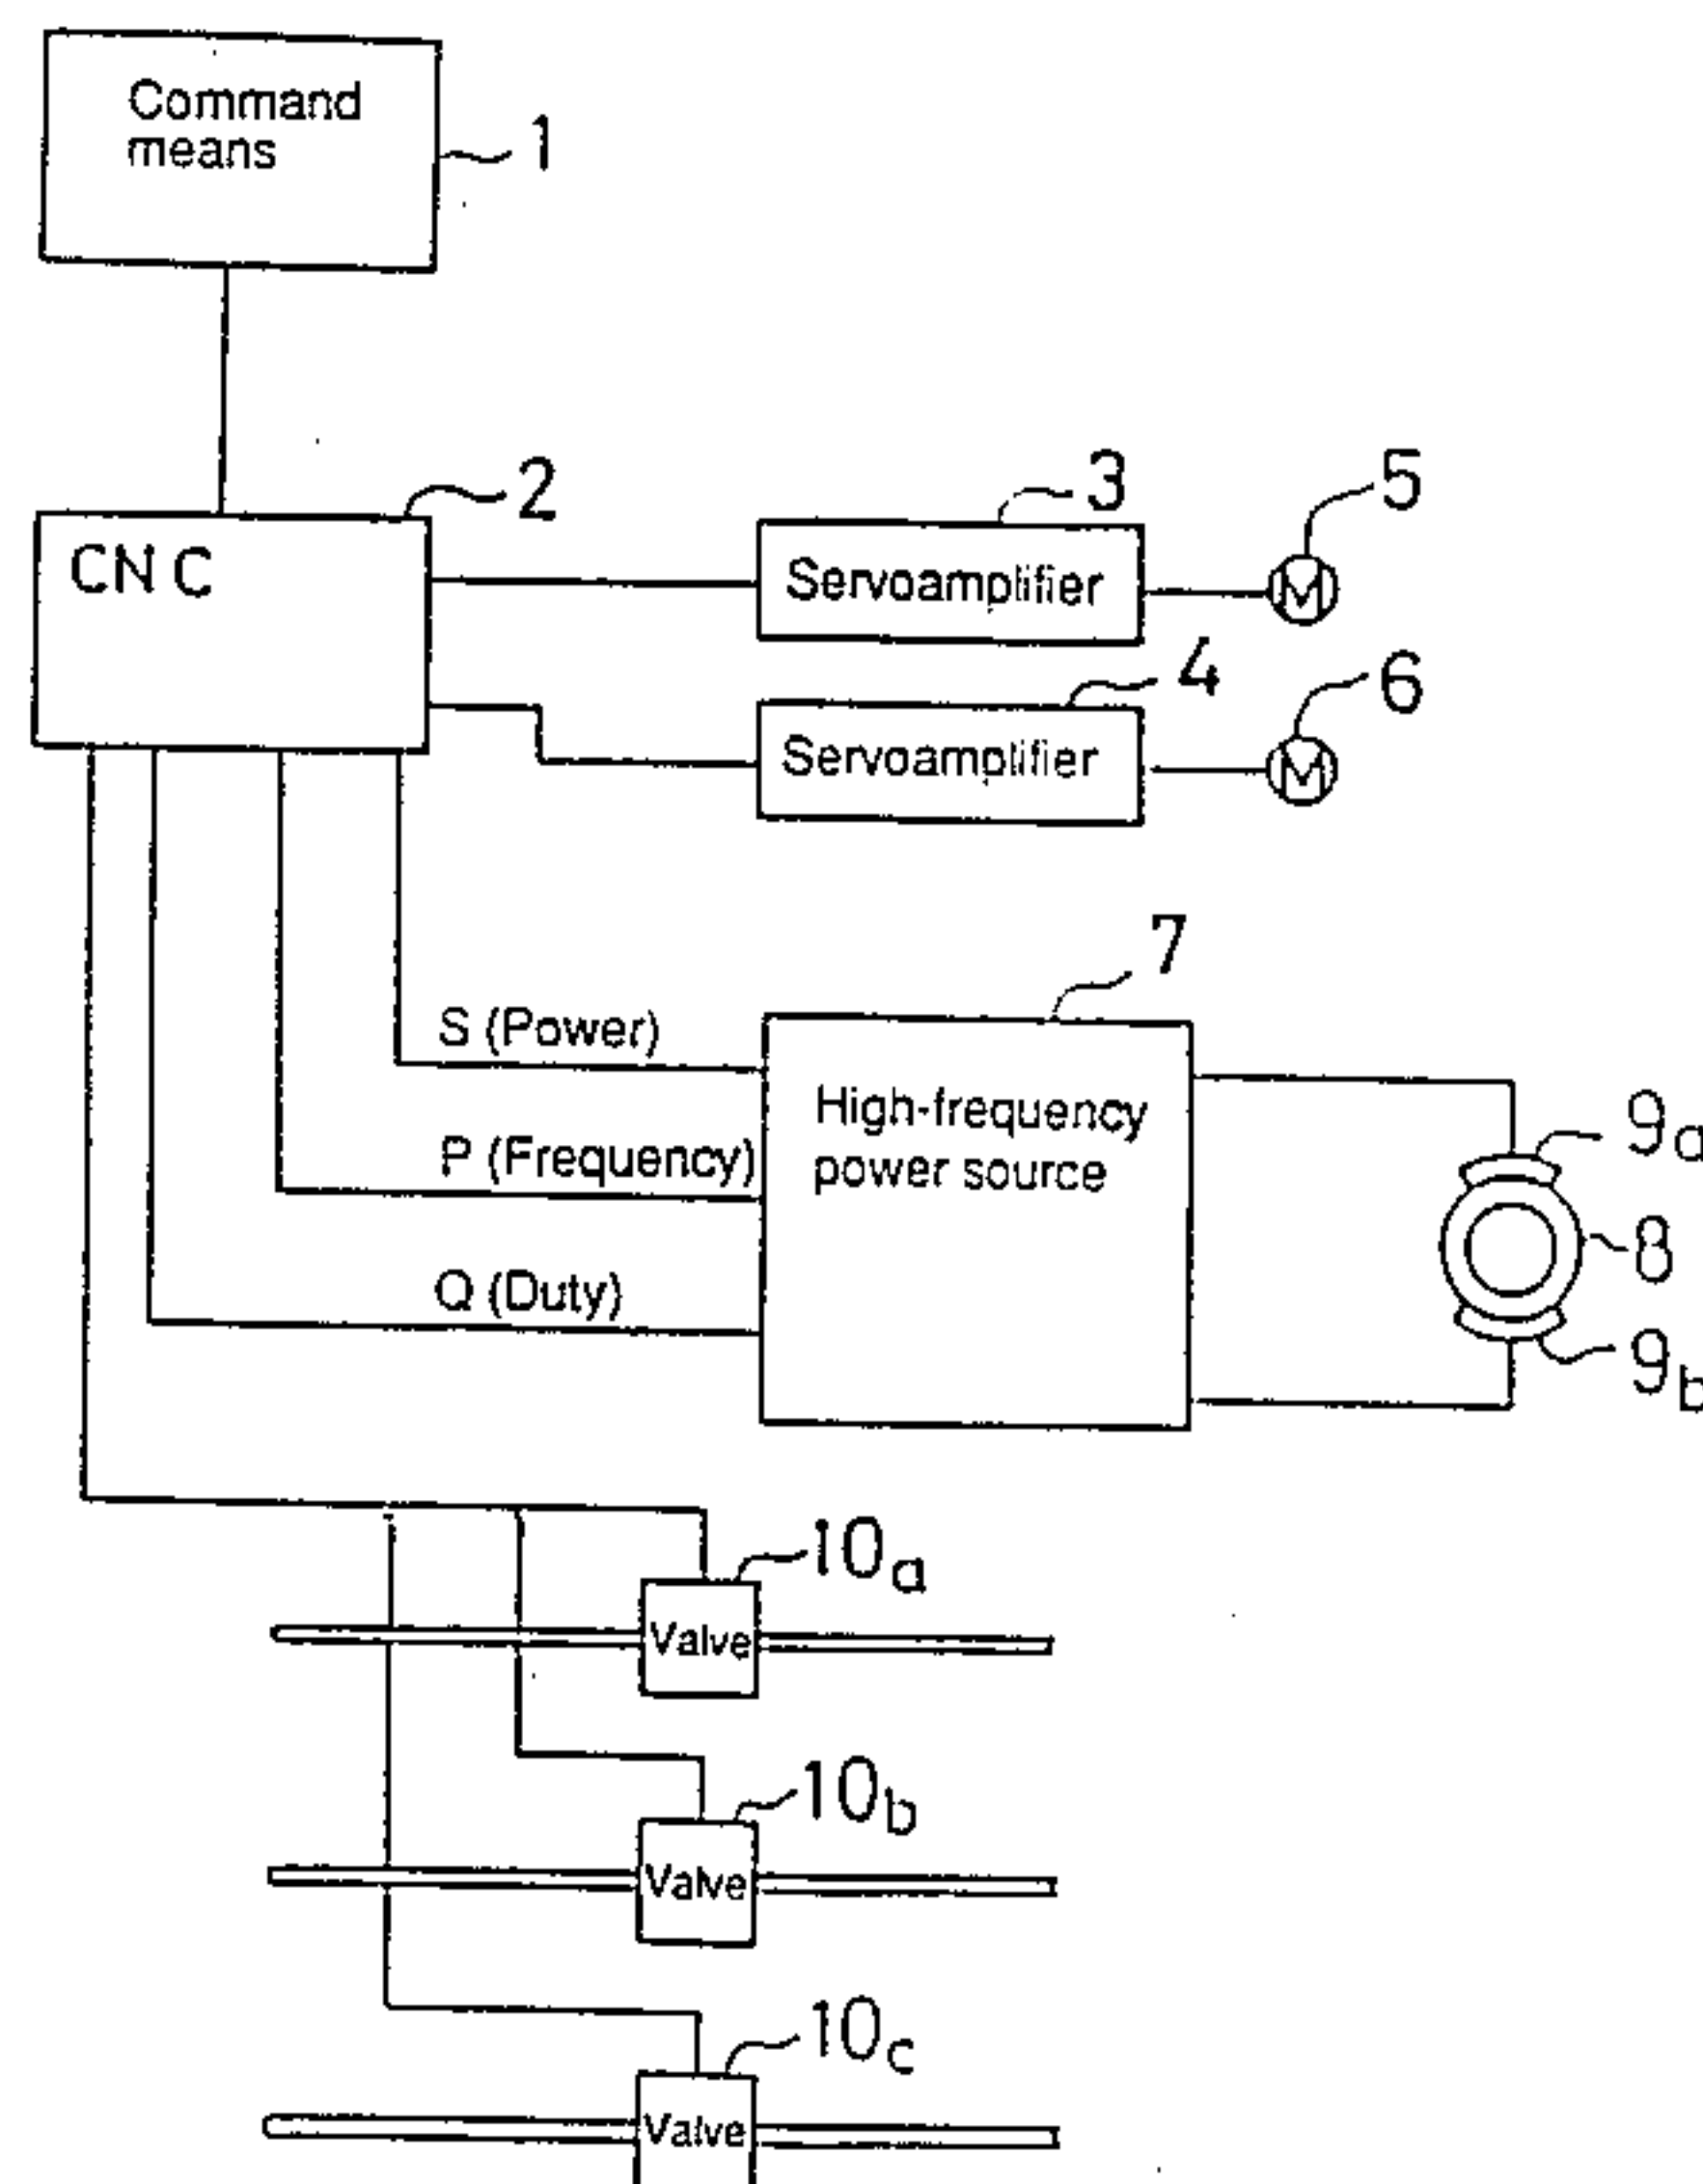 Command
means
1
CNC
2
Servoamplifier
3
M
5
Servoamplifier
4
M
6
7
S (Power)
P (Frequency)
Q (Duty)
High-frequency
power source
9a
8
9b
10a
Valve
10b
Valve
10c
Valve